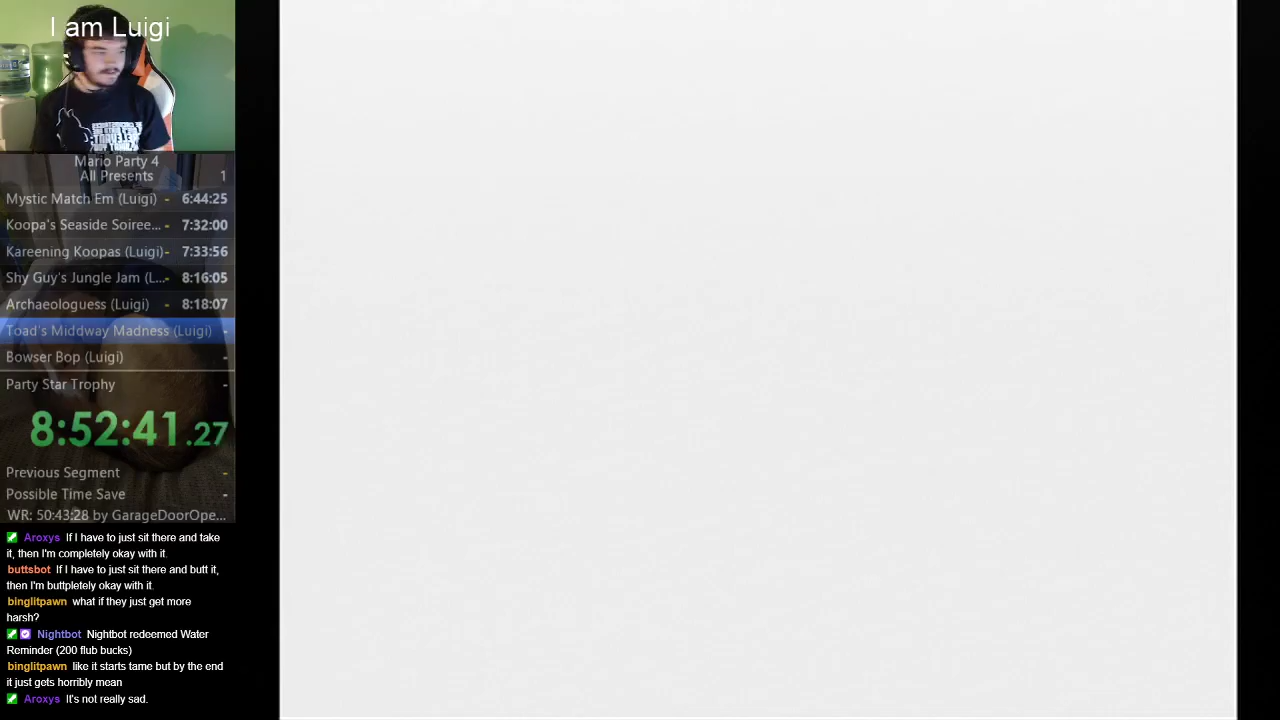 I am Luigi
Mario Party 4
All Presents 1
Mystic Match Em (Luigi) - 6:44:25
Koopa's Seaside Soiree... - 7:32:00
Kareening Koopas (Luigi) - 7:33:56
Shy Guy's Jungle Jam (L... - 8:16:05
Archaeologuess (Luigi) - 8:18:07
Toad's Middway Madness (Luigi) -
Bowser Bop (Luigi) -
Party Star Trophy -
8:52:41.27
Previous Segment -
Possible Time Save -
WR: 50:43:28 by GarageDoorOpe...
Aroxys If I have to just sit there and take
it, then I'm completely okay with it.
buttsbot If I have to just sit there and butt it,
then I'm buttpletely okay with it.
binglitpawn what if they just get more
harsh?
Nightbot Nightbot redeemed Water
Reminder (200 flub bucks)
binglitpawn like it starts tame but by the end
it just gets horribly mean
Aroxys It's not really sad.